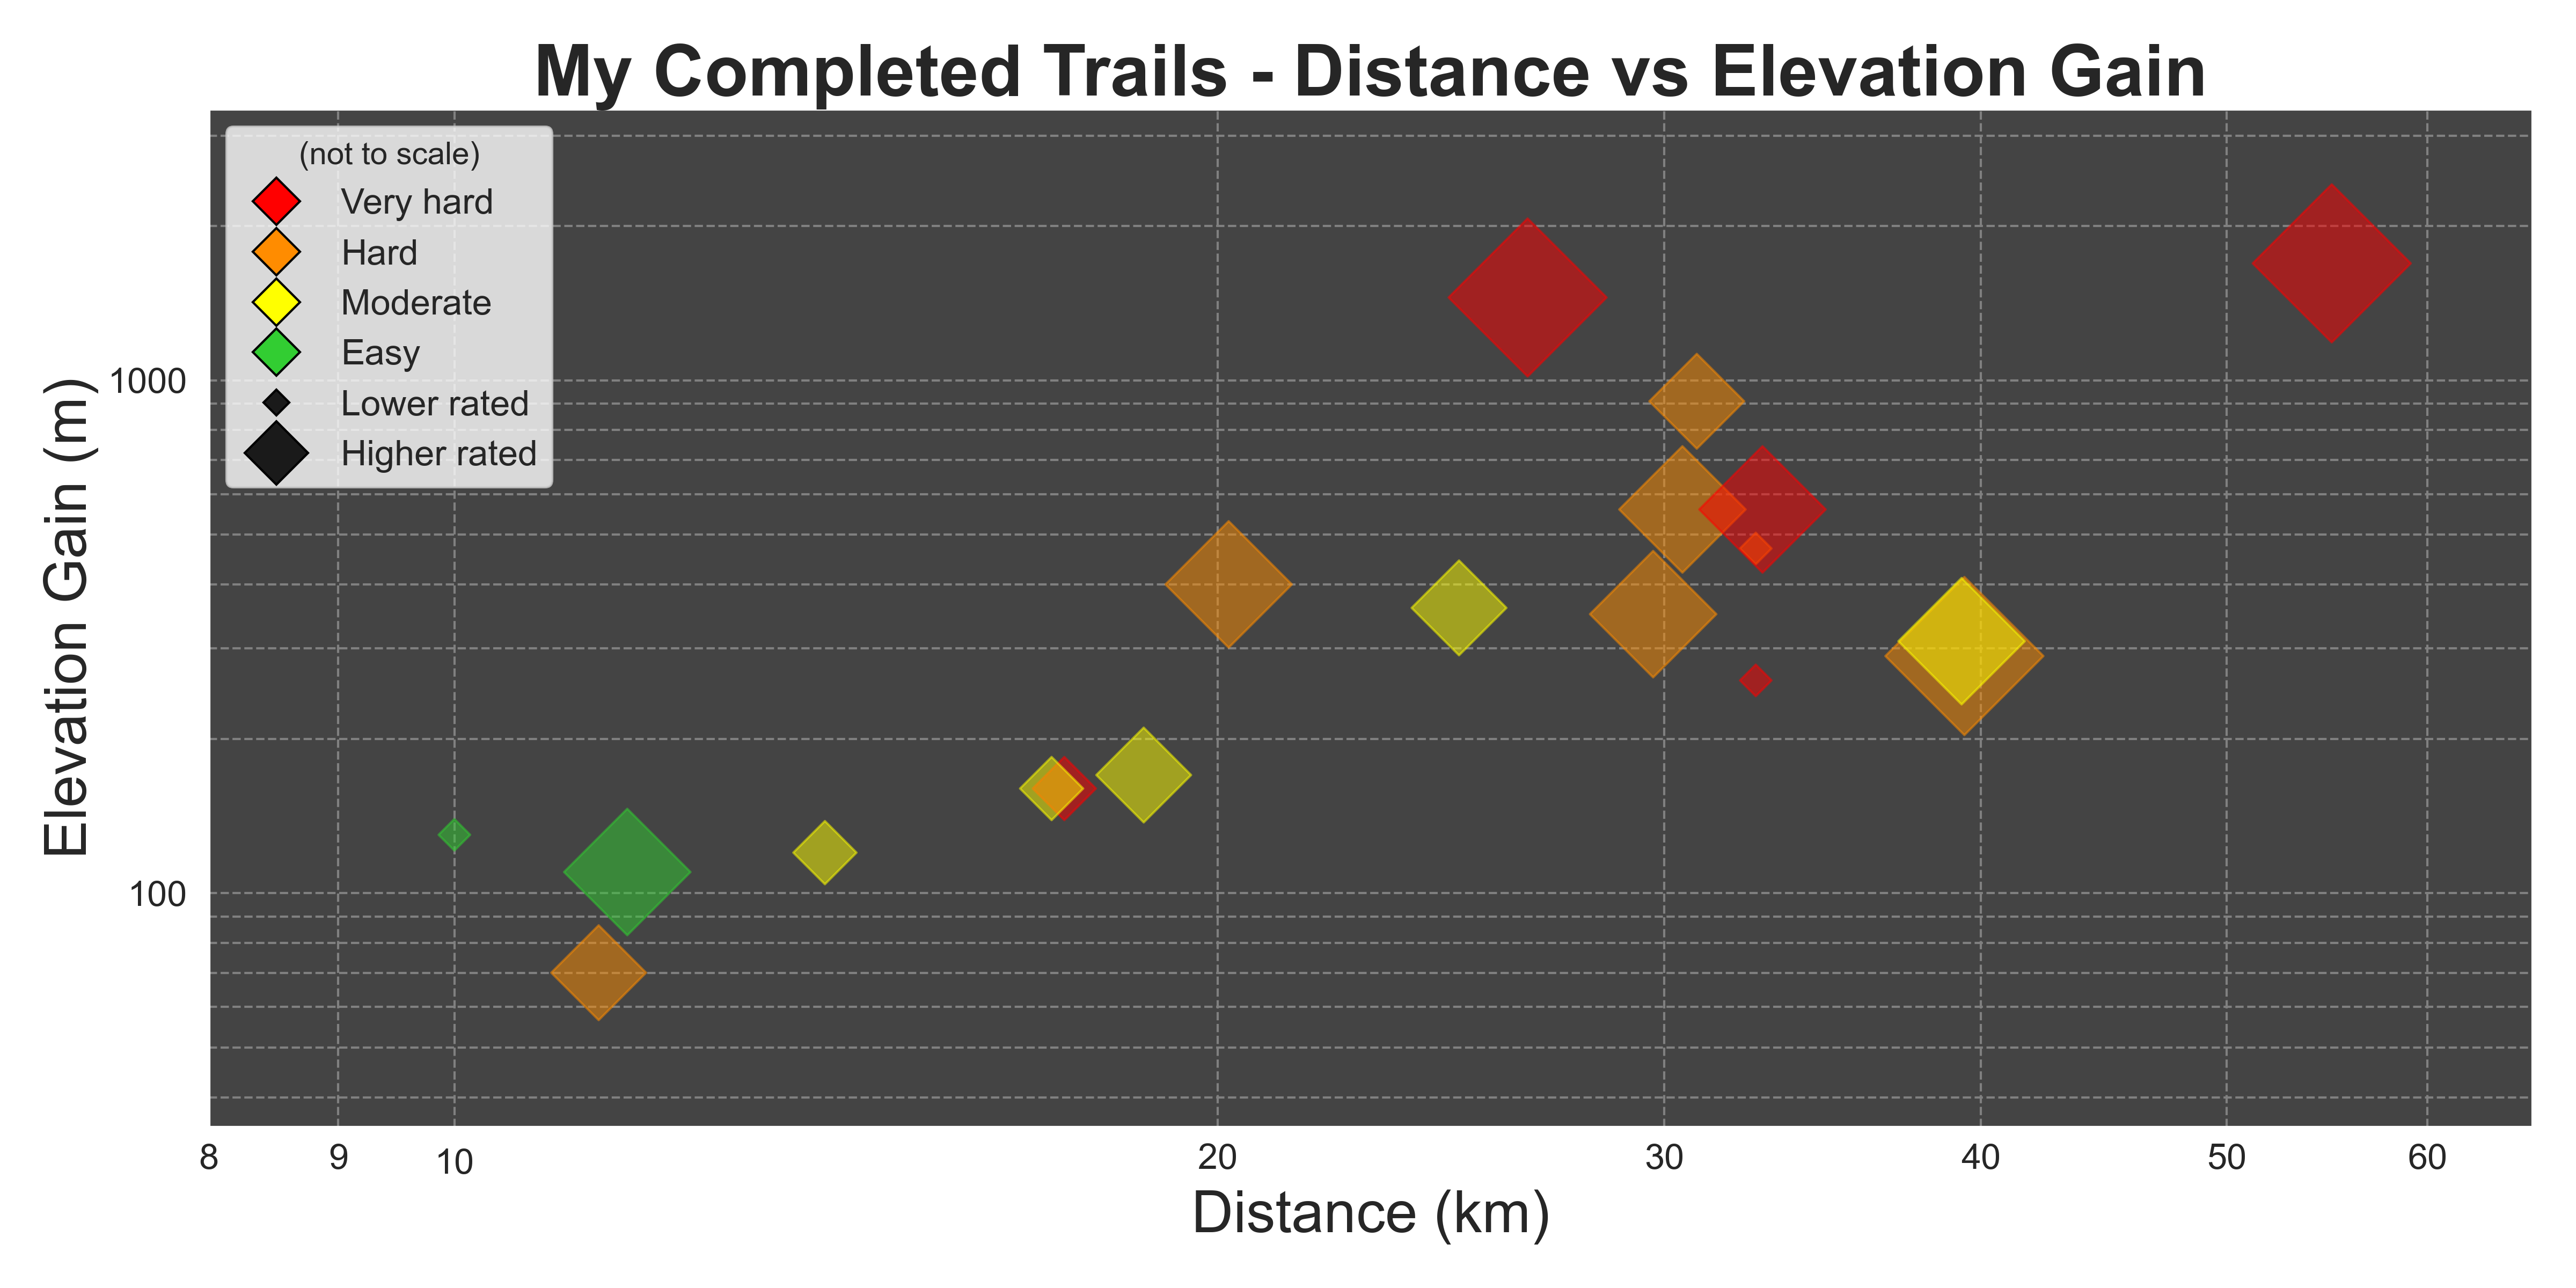 My Completed Trails - Distance vs Elevation Gain
(not to scale)
Very hard
Hard
Moderate
Easy
Lower rated
Higher rated
Elevation Gain (m)
1000
100
8 9 10 20 30 40 50 60
Distance (km)